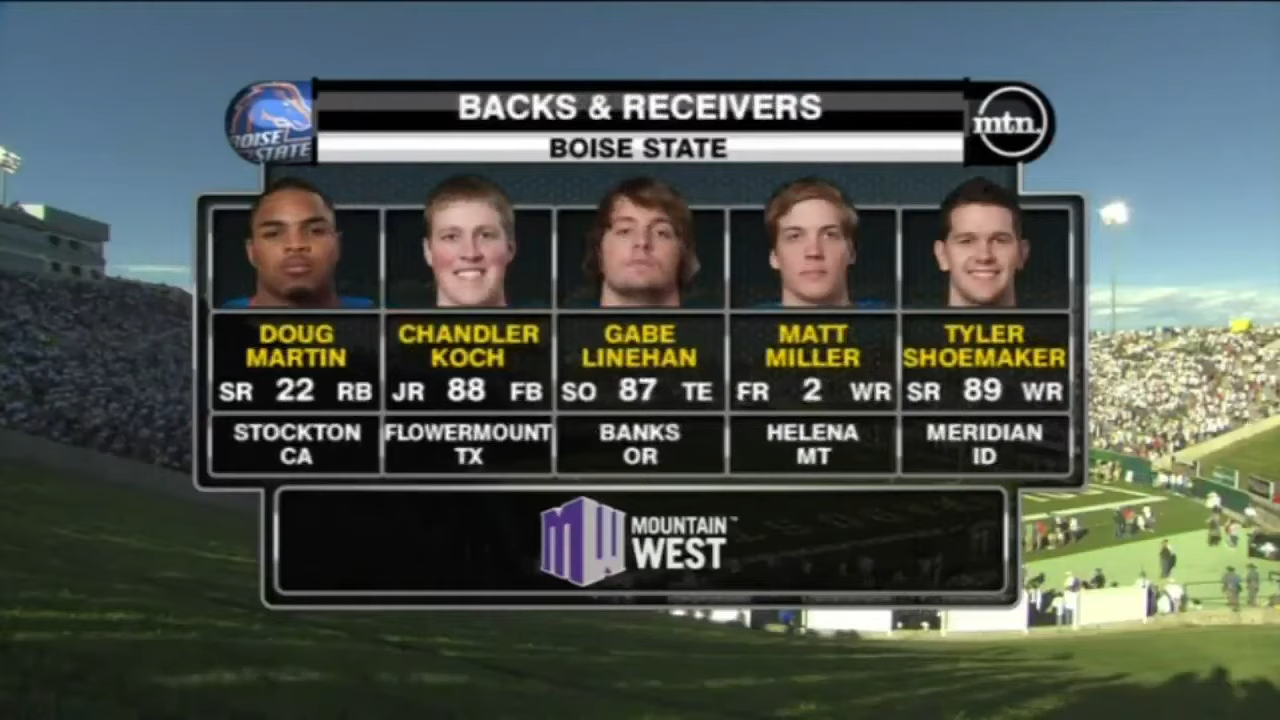 BACKS & RECEIVERS
BOISE STATE
BOISE
STATE
mtn.
DOUG
MARTIN
SR 22 RB
STOCKTON
CA
CHANDLER
KOCH
JR 88 FB
FLOWERMOUNT
TX
GABE
LINEHAN
SO 87 TE
BANKS
OR
MATT
MILLER
FR 2 WR
HELENA
MT
TYLER
SHOEMAKER
SR 89 WR
MERIDIAN
ID
MW
MOUNTAIN™
WEST